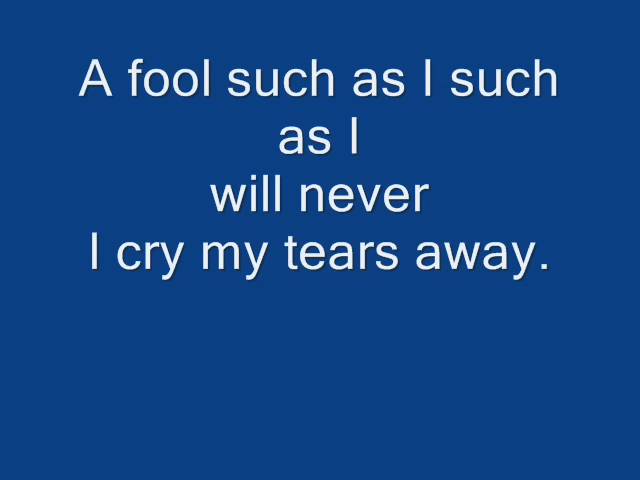 A fool such as I such
as I
will never
I cry my tears away.